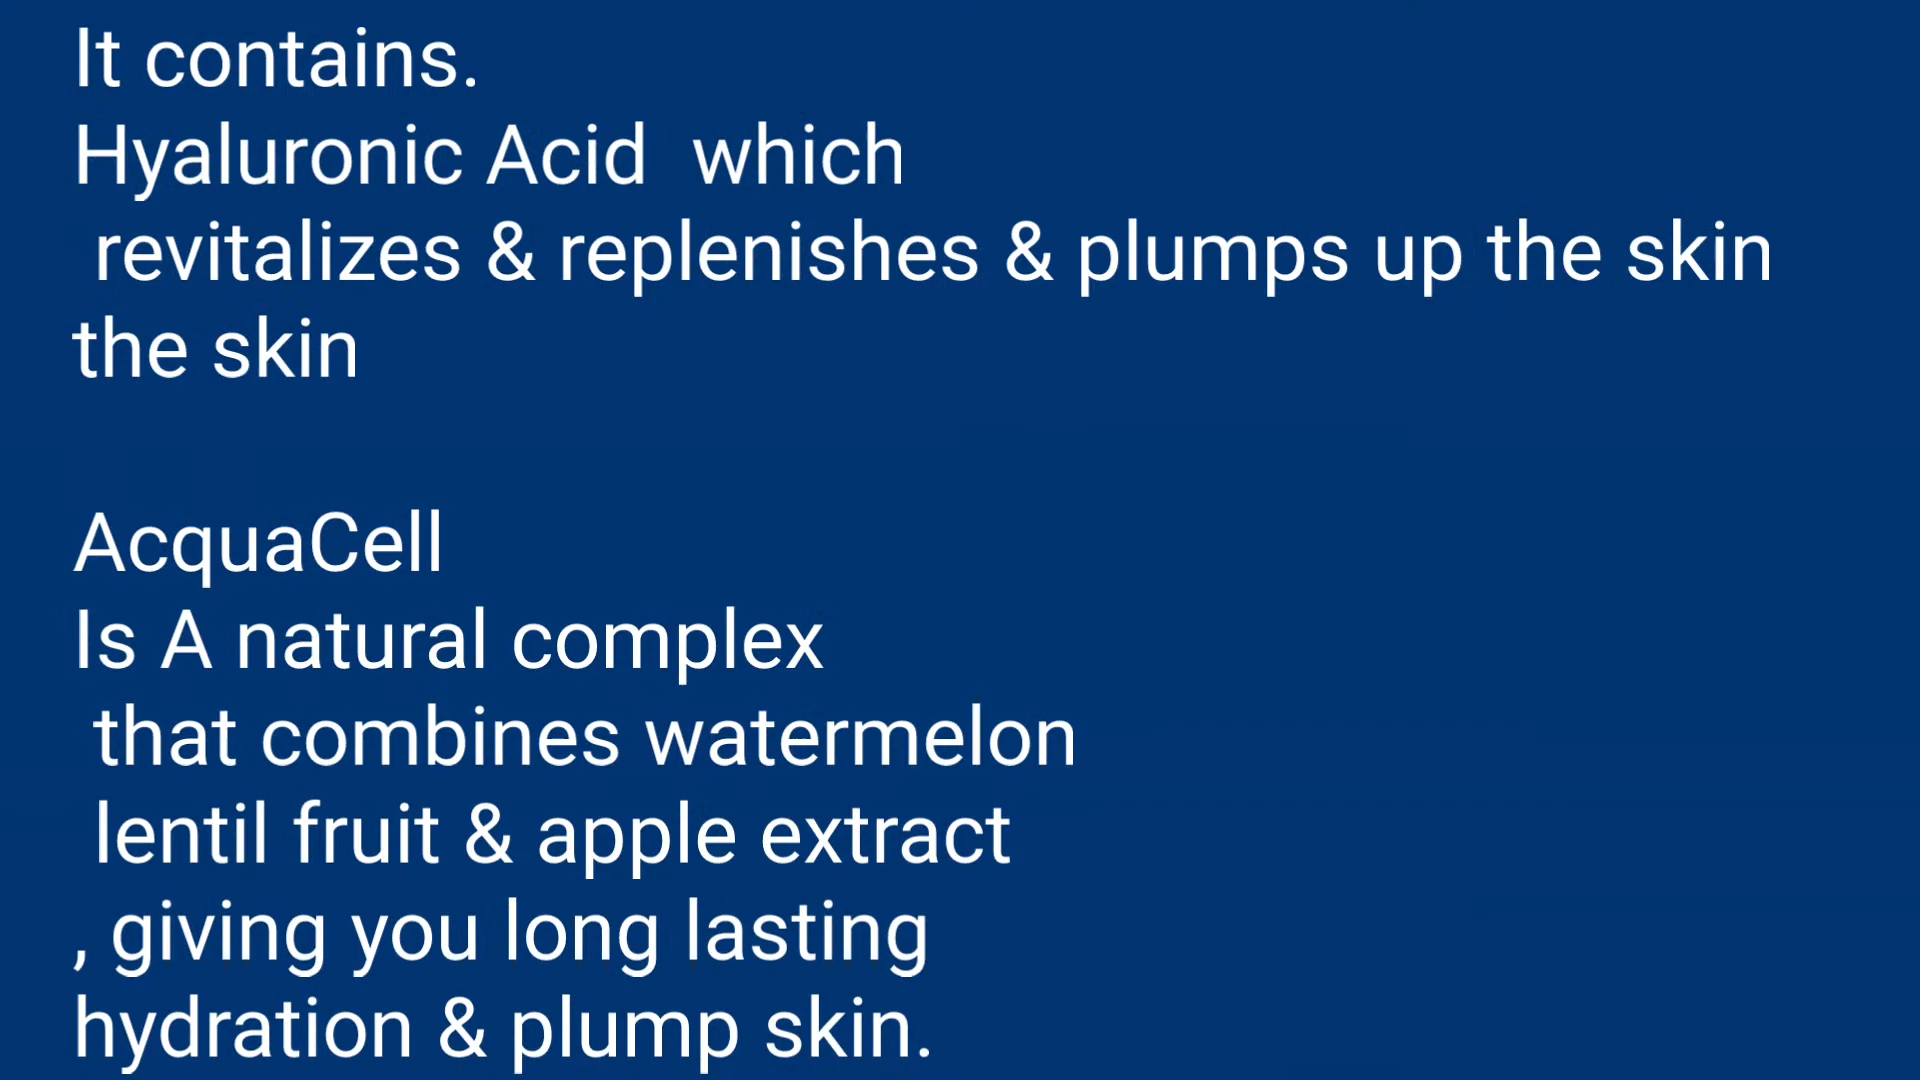 It contains.
Hyaluronic Acid  which
 revitalizes & replenishes & plumps up the skin
the skin

AcquaCell
Is A natural complex
 that combines watermelon
 lentil fruit & apple extract
, giving you long lasting
hydration & plump skin.